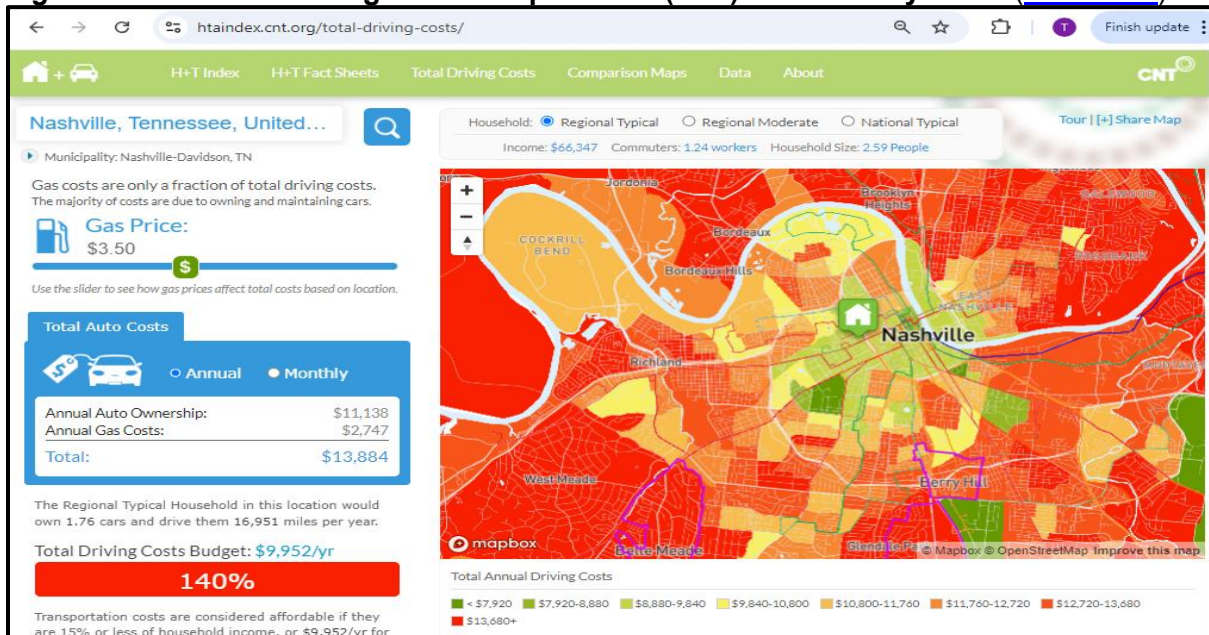 htaindex.cnt.org/total-driving-costs/
Finish update
T
H+T Index H+T Fact Sheets Total Driving Costs Comparison Maps Data About
CNT
Nashville, Tennessee, United...
Municipality: Nashville-Davidson, TN
Gas costs are only a fraction of total driving costs.
The majority of costs are due to owning and maintaining cars.
Gas Price:
$3.50
$
Use the slider to see how gas prices affect total costs based on location.
Total Auto Costs
$
Annual Monthly
Annual Auto Ownership: $11,138
Annual Gas Costs: $2,747
Total: $13,884
The Regional Typical Household in this location would
own 1.76 cars and drive them 16,951 miles per year.
Total Driving Costs Budget: $9,952/yr
140%
Transportation costs are considered affordable if they
are 15% or less of household income, or $9,952/yr for
Household: Regional Typical Regional Moderate National Typical
Income: $66,347 Commuters: 1.24 workers Household Size: 2.59 People
Tour | [+] Share Map
Jordonia
Brooklyn
Heights
COCKRILL
BEND
Bordeaux
Bordeaux Hills
EAST
NASHVILLE
Nashville
Richland
West Meade
Berry Hill
Belle Meade
mapbox
© Mapbox © OpenStreetMap Improve this map
Total Annual Driving Costs
< $7,920 $7,920-8,880 $8,880-9,840 $9,840-10,800 $10,800-11,760 $11,760-12,720 $12,720-13,680
$13,680+